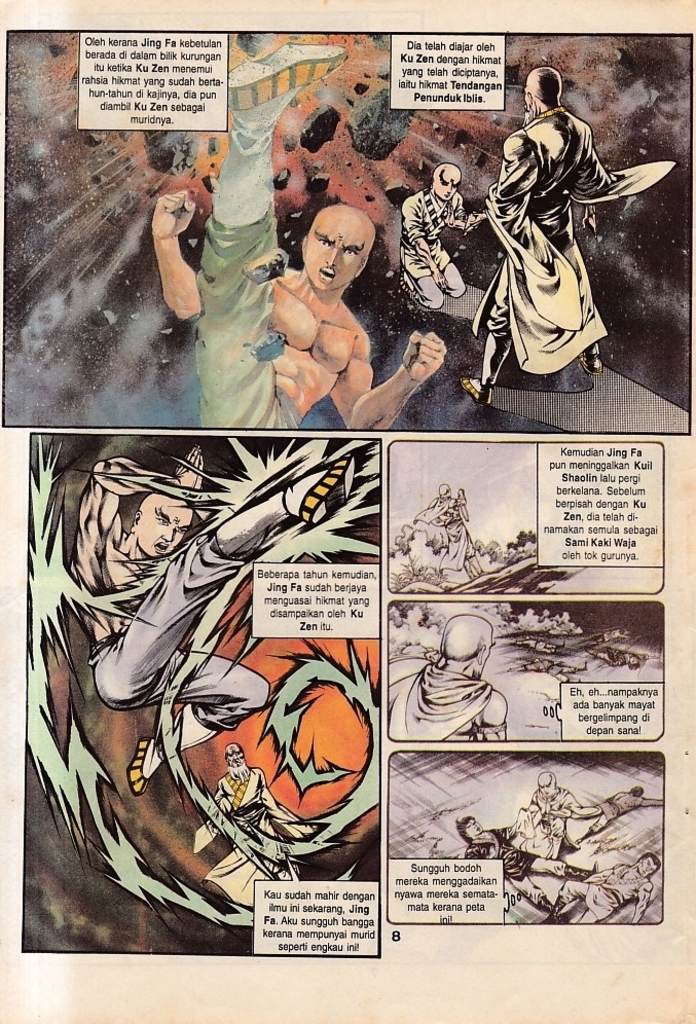 Oleh kerana Jing Fa kebetulan
berada di dalam bilik kurungan
itu ketika Ku Zen menemui
rahsia hikmat yang sudah berta-
hun-tahun di kajinya, dia pun
diambil Ku Zen sebagai
muridnya.
Dia telah diajar oleh
Ku Zen dengan hikmat
yang telah diciptanya,
iaitu hikmat Tendangan
Penunduk Iblis.
Beberapa tahun kemudian,
Jing Fa sudah berjaya
menguasai hikmat yang
disampaikan oleh Ku
Zen itu.
Kau sudah mahir dengan
ilmu ini sekarang, Jing
Fa. Aku sungguh bangga
kerana mempunyai murid
seperti engkau ini!
Kemudian Jing Fa
pun meninggalkan Kuil
Shaolin lalu pergi
berkelana. Sebelum
berpisah dengan Ku
Zen, dia telah di-
namakan semula sebagai
Sami Kaki Waja
oleh tok gurunya.
Eh, eh...nampaknya
ada banyak mayat
bergelimpang di
depan sana!
Sungguh bodoh
mereka menggadaikan
nyawa mereka semata-
mata kerana peta
ini!
8